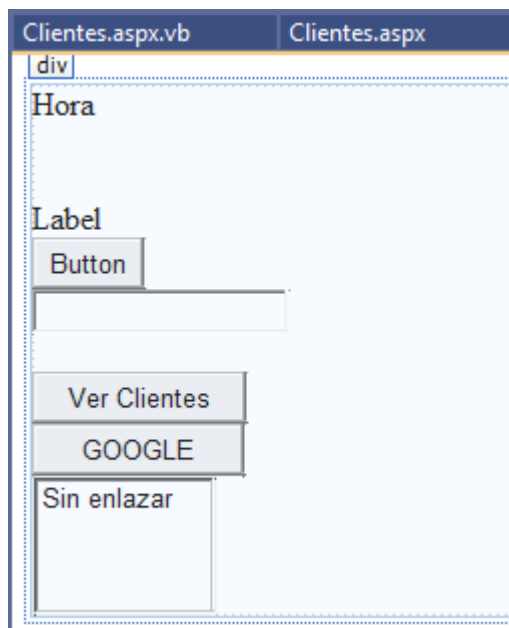 Clientes.aspx.vb Clientes.aspx
div
Hora
Label
Button
Ver Clientes
GOOGLE
Sin enlazar